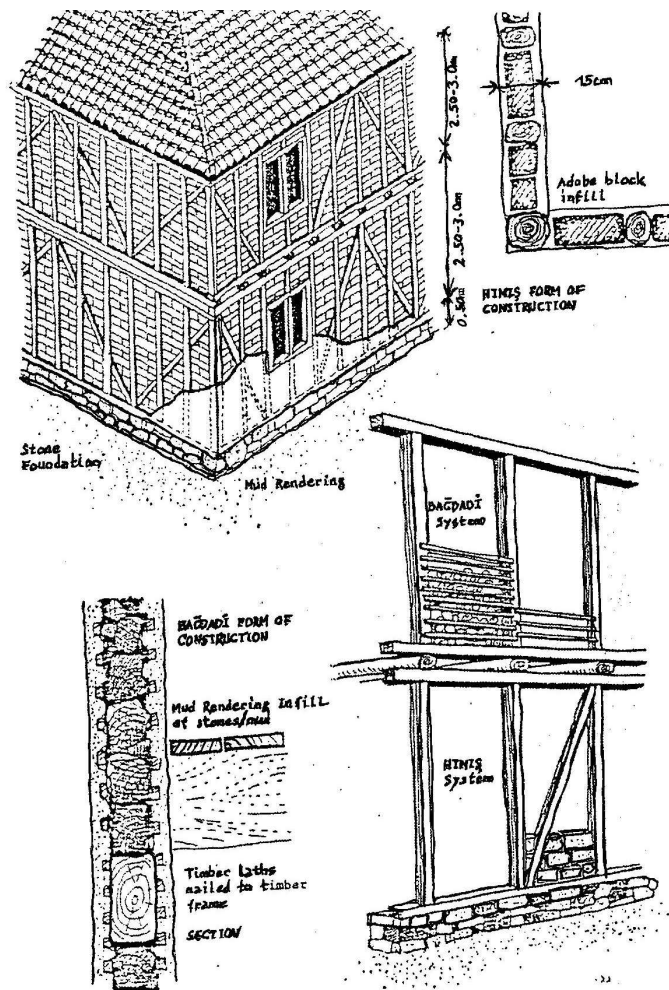 2.50-3.0m
15cm
Adobe block
infill
2.50-3.0m
HIMIŞ FORM OF
CONSTRUCTION
0.50m
Stone
Foundation
Mud Rendering
BAĞDADİ
System
BAĞDADİ FORM OF
CONSTRUCTION
Mud Rendering Infill
of stones/mud
HIMIŞ
System
Timber laths
nailed to timber
frame
SECTION